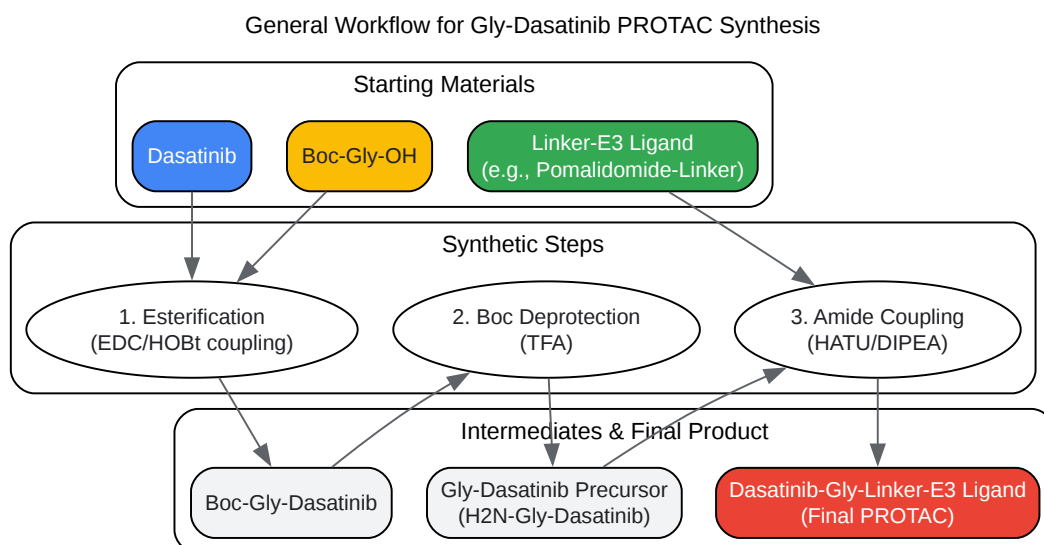 General Workflow for Gly-Dasatinib PROTAC Synthesis
Starting Materials
Dasatinib
Boc-Gly-OH
Linker-E3 Ligand
(e.g., Pomalidomide-Linker)
Synthetic Steps
1. Esterification
(EDC/HOBt coupling)
2. Boc Deprotection
(TFA)
3. Amide Coupling
(HATU/DIPEA)
Intermediates & Final Product
Boc-Gly-Dasatinib
Gly-Dasatinib Precursor
(H2N-Gly-Dasatinib)
Dasatinib-Gly-Linker-E3 Ligand
(Final PROTAC)